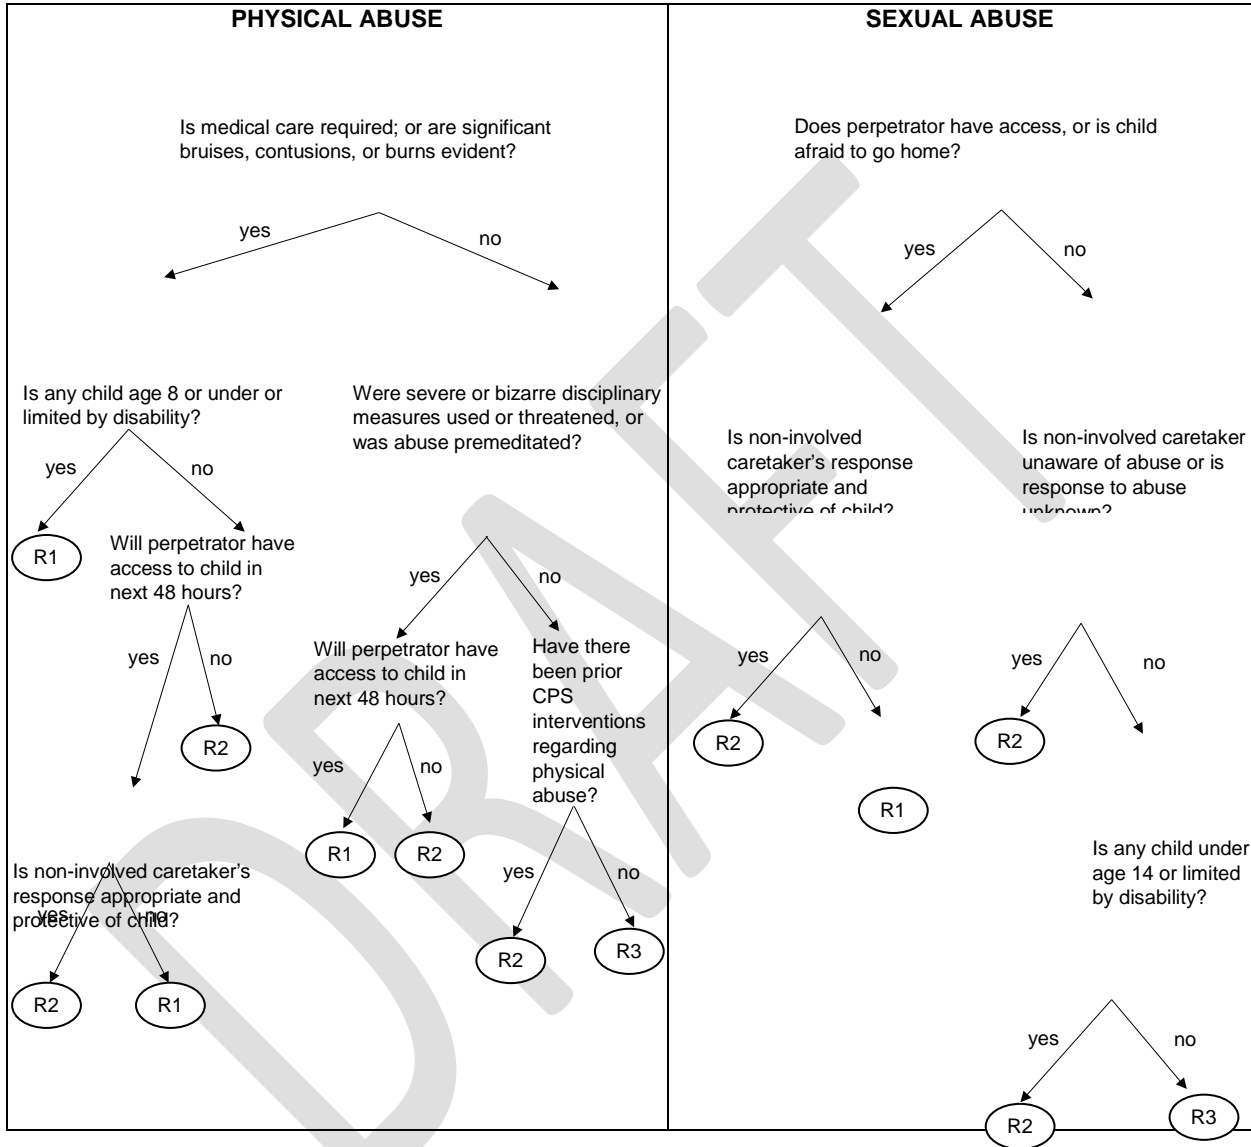 PHYSICAL ABUSE
Is medical care required; or are significant
bruises, contusions, or burns evident?
yes
no
Is any child age 8 or under or
limited by disability?
yes
no
R1
Will perpetrator have
access to child in
next 48 hours?
yes
no
R2
Is non-involved caretaker's
response appropriate and
protective of child?
yes
no
R2
R1
Were severe or bizarre disciplinary
measures used or threatened, or
was abuse premeditated?
yes
no
Will perpetrator have
access to child in
next 48 hours?
yes
no
R1
R2
Have there
been prior
CPS
interventions
regarding
physical
abuse?
yes
no
R2
R3
SEXUAL ABUSE
Does perpetrator have access, or is child
afraid to go home?
yes
no
Is non-involved
caretaker's response
appropriate and
protective of child?
yes
no
R2
R1
Is non-involved caretaker
unaware of abuse or is
response to abuse
unknown?
yes
no
R2
Is any child under
age 14 or limited
by disability?
yes
no
R2
R3
DRAFT